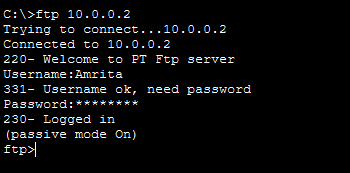 C:\>ftp 10.0.0.2
Trying to connect...10.0.0.2
Connected to 10.0.0.2
220- Welcome to PT Ftp server
Username:Amrita
331- Username ok, need password
Password:********
230- Logged in
(passive mode On)
ftp>